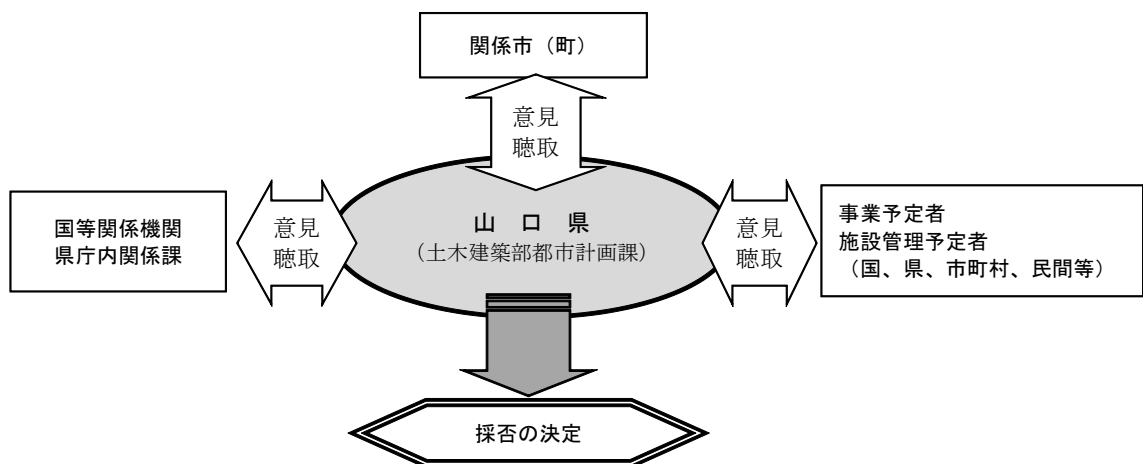 関係市（町）
意見
聴取
国等関係機関
県庁内関係課
意見
聴取
山 口 県
（土木建築部都市計画課）
意見
聴取
事業予定者
施設管理予定者
（国、県、市町村、民間等）
採否の決定